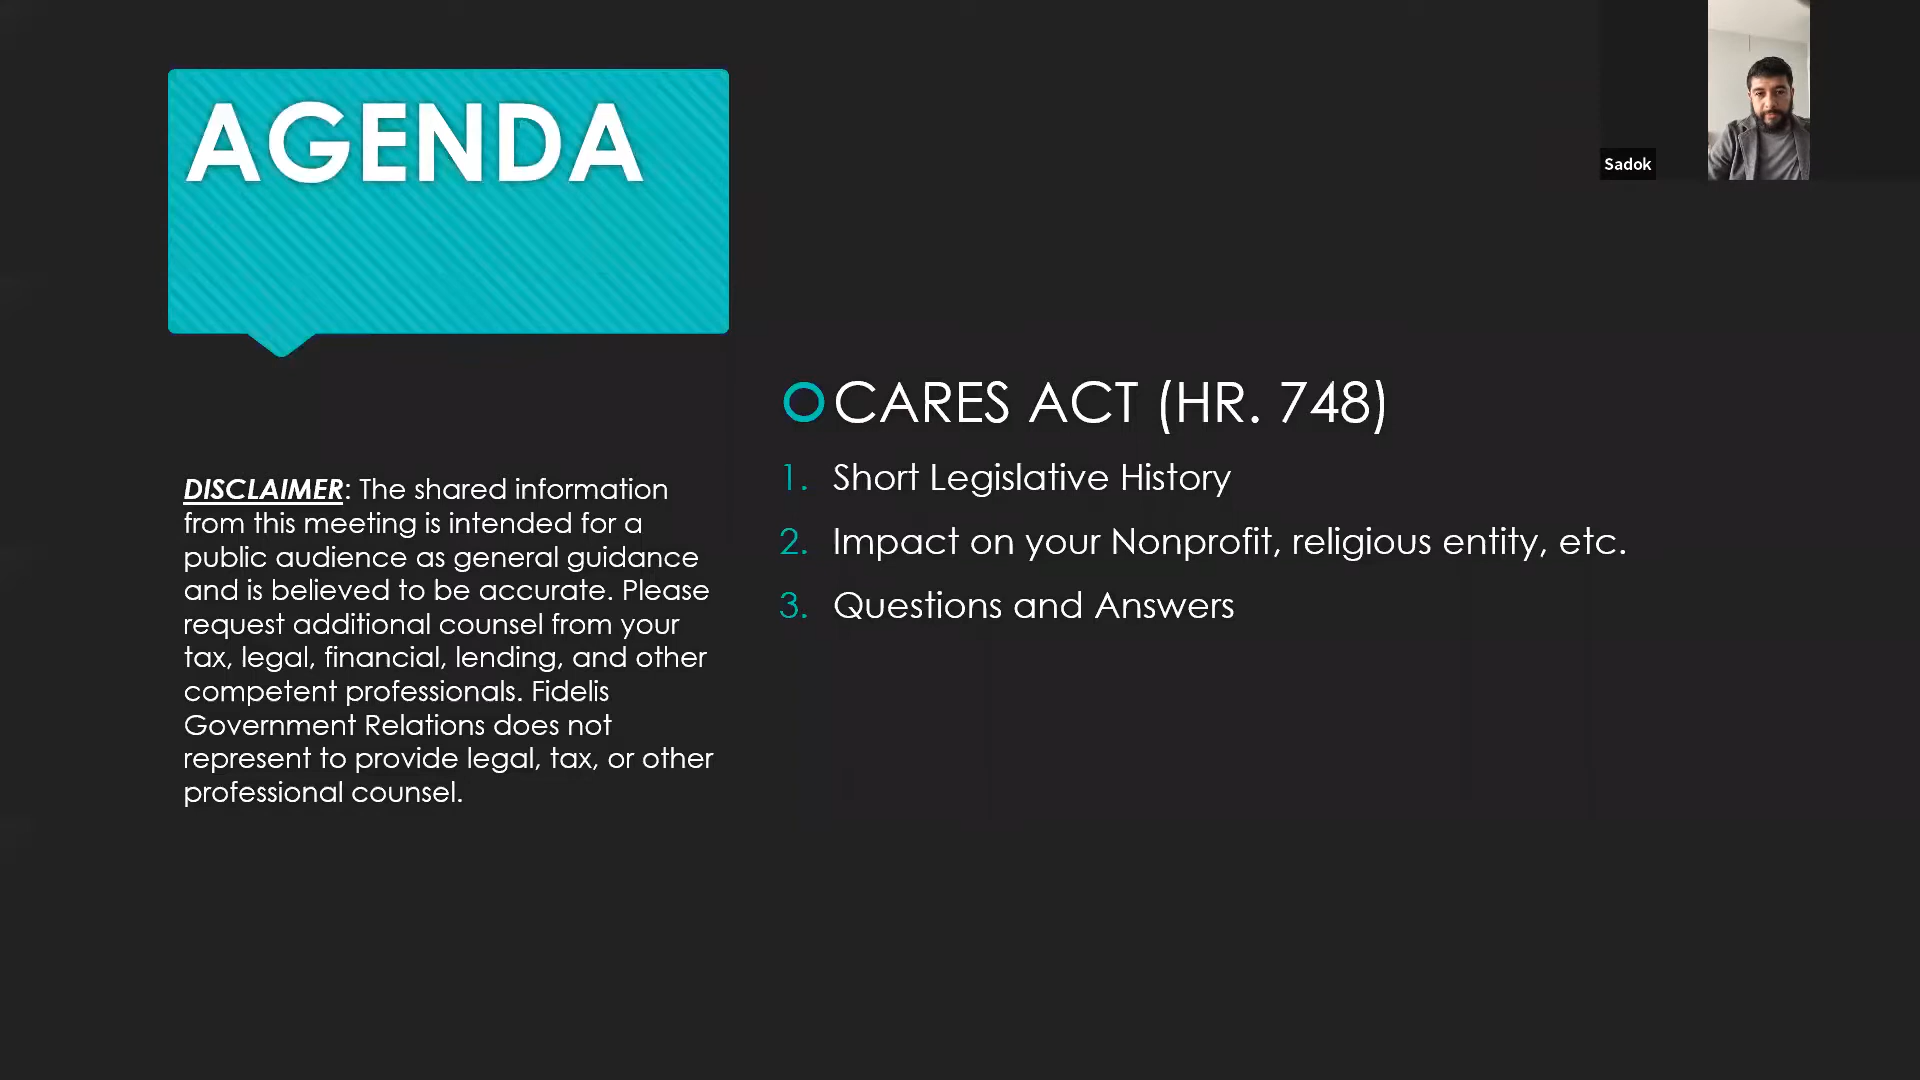 AGENDA
DISCLAIMER: The shared information
from this meeting is intended for a
public audience as general guidance
and is believed to be accurate. Please
request additional counsel from your
tax, legal, financial, lending, and other
competent professionals. Fidelis
Government Relations does not
represent to provide legal, tax, or other
professional counsel.
CARES ACT (HR. 748)
1. Short Legislative History
2. Impact on your Nonprofit, religious entity, etc.
3. Questions and Answers
Sadok